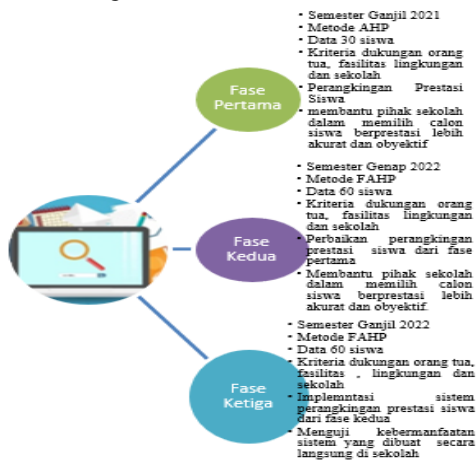 • Semester Ganjil 2021
• Metode AHP
• Data 30 siswa
• Kriteria dukungan orang
tua, fasilitas lingkungan
dan sekolah
• Perangkingan Prestasi
Siswa
• membantu pihak sekolah
dalam memilih calon
siswa berprestasi lebih
akurat dan obyektif
Fase
Pertama
• Semester Genap 2022
• Metode FAHP
• Data 60 siswa
• Kriteria dukungan orang
tua, fasilitas lingkungan
dan sekolah
• Perbaikan perangkingan
prestasi siswa dari fase
pertama
• Membantu pihak sekolah
dalam memilih calon
siswa berprestasi lebih
akurat dan obyektif.
Fase
Kedua
• Semester Ganjil 2022
• Metode FAHP
• Data 60 siswa
• Kriteria dukungan orang tua,
fasilitas , lingkungan dan
sekolah
• Implemntasi sistem
perangkingan prestasi siswa
dari fase kedua
• Menguji kebermanfaatan
sistem yang dibuat secara
langsung di sekolah
Fase
Ketiga